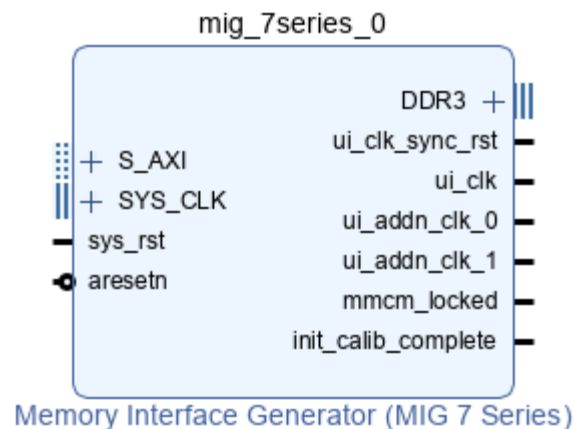 mig_7series_0
DDR3
ui_clk_sync_rst
S_AXI
ui_clk
SYS_CLK
ui_addn_clk_0
sys_rst
ui_addn_clk_1
aresetn
mmcm_locked
init_calib_complete
Memory Interface Generator (MIG 7 Series)